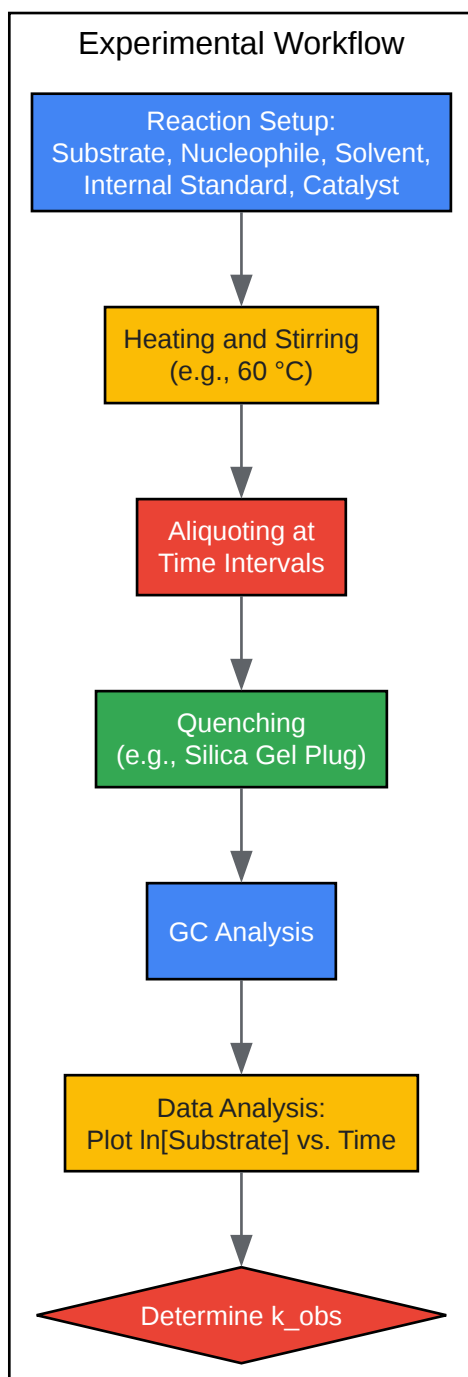 Experimental Workflow
Reaction Setup:
Substrate, Nucleophile, Solvent,
Internal Standard, Catalyst
Heating and Stirring
(e.g., 60 °C)
Aliquoting at
Time Intervals
Quenching
(e.g., Silica Gel Plug)
GC Analysis
Data Analysis:
Plot ln[Substrate] vs. Time
Determine k_obs